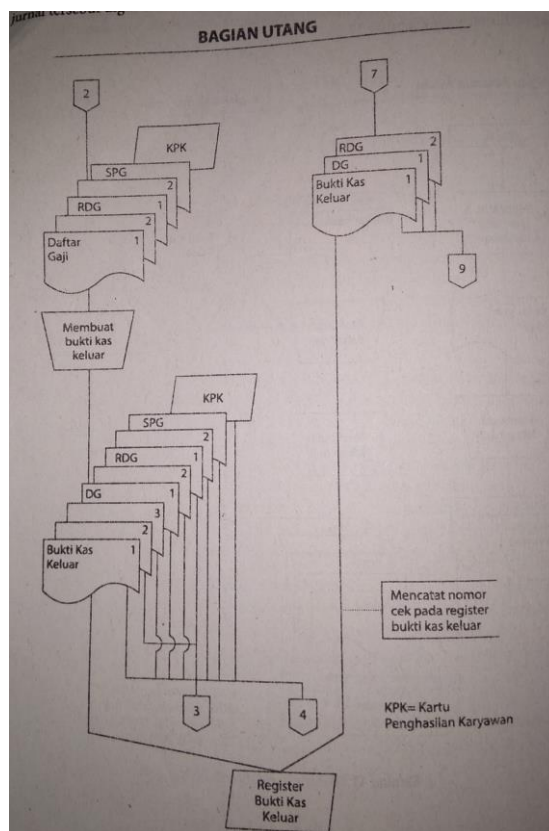 jurnal tersebut
BAGIAN UTANG
2
KPK
SPG
2
RDG 1
2
Daftar 1
Gaji
Membuat
bukti kas
keluar
KPK
SPG
2
RDG 1
2
DG 1
3
2
Bukti Kas 1
Keluar
3
4
7
RDG 2
DG 1
Bukti Kas 1
Keluar
9
Mencatat nomor
cek pada register
bukti kas keluar
KPK= Kartu
Penghasilan Karyawan
Register
Bukti Kas
Keluar